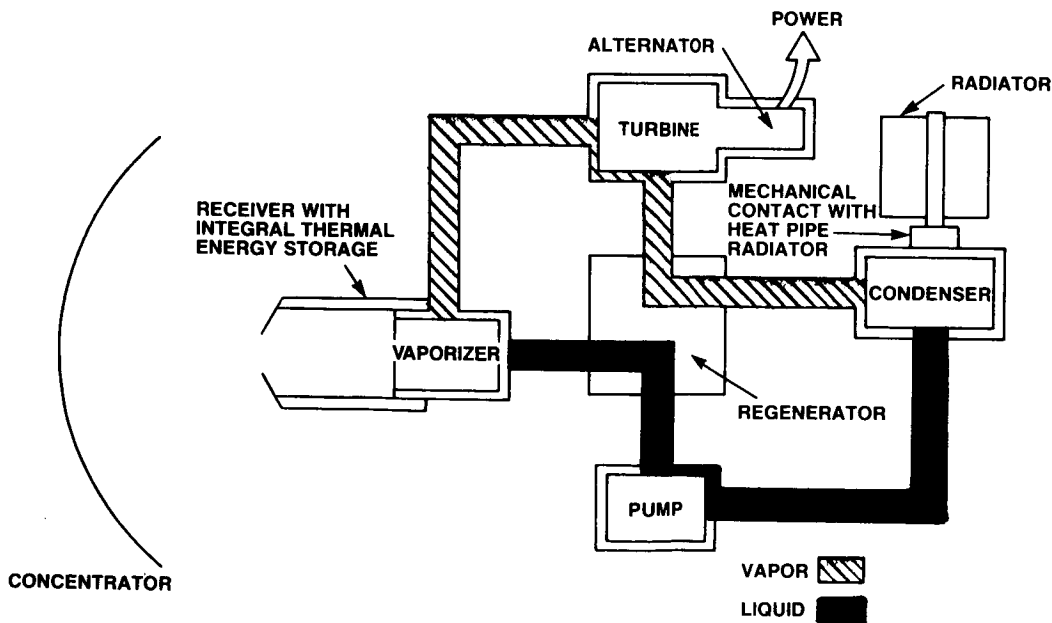 POWER
ALTERNATOR
RADIATOR
TURBINE
MECHANICAL
CONTACT WITH
HEAT PIPE
RADIATOR
RECEIVER WITH
INTEGRAL THERMAL
ENERGY STORAGE
CONDENSER
VAPORIZER
REGENERATOR
PUMP
CONCENTRATOR
VAPOR
LIQUID